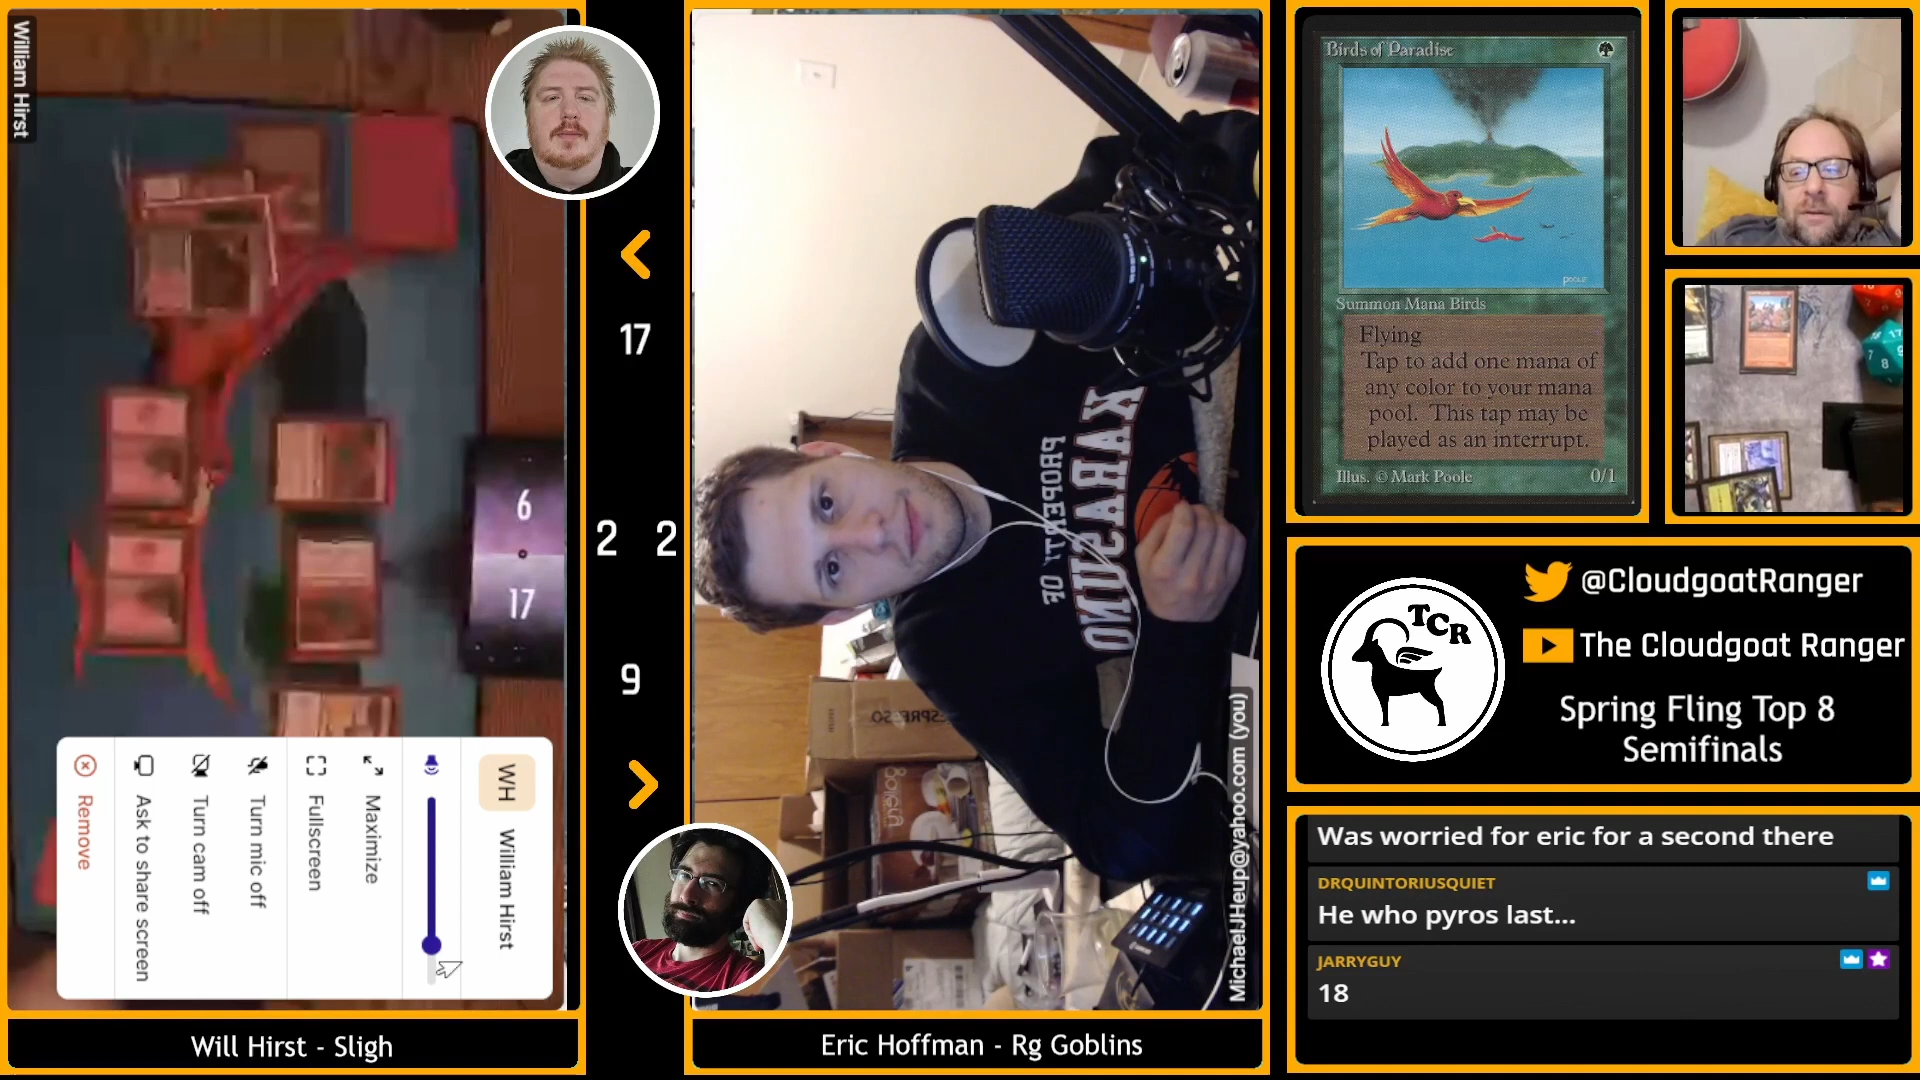 William Hirst
6
17
WH William Hirst
Maximize
Fullscreen
Turn mic off
Turn cam off
Ask to share screen
Remove
Will Hirst - Sligh
17
2 2
9
KARASUNO
MichaelJHeup@yahoo.com (you)
Eric Hoffman - Rg Goblins
Birds of Paradise
POOLE
Summon Mana Birds
Flying
Tap to add one mana of
any color to your mana
pool. This tap may be
played as an interrupt.
Illus. © Mark Poole 0/1
TCR
@CloudgoatRanger
The Cloudgoat Ranger
Spring Fling Top 8
Semifinals
Was worried for eric for a second there
DRQUINTORIUSQUIET
He who pyros last...
JARRYGUY
18